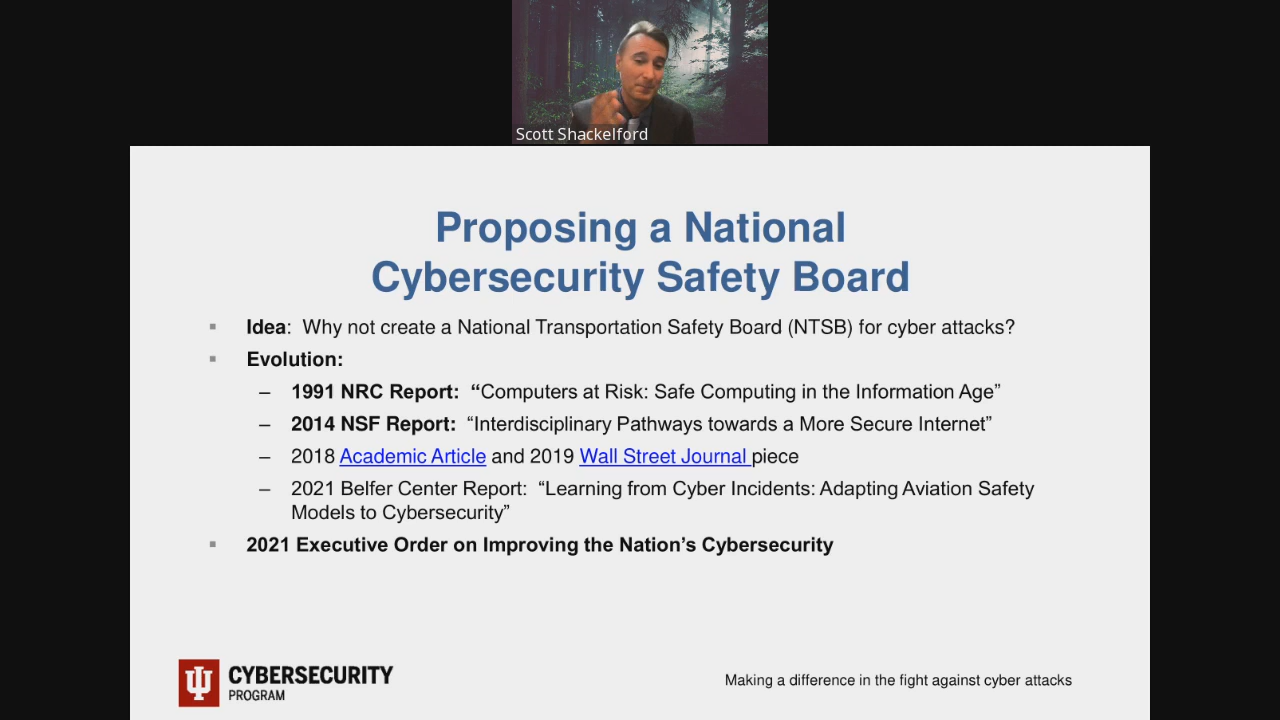 Scott Shackelford
Proposing a National
Cybersecurity Safety Board
▪ Idea: Why not create a National Transportation Safety Board (NTSB) for cyber attacks?
▪ Evolution:
– 1991 NRC Report: “Computers at Risk: Safe Computing in the Information Age”
– 2014 NSF Report: “Interdisciplinary Pathways towards a More Secure Internet”
– 2018 Academic Article and 2019 Wall Street Journal piece
– 2021 Belfer Center Report: “Learning from Cyber Incidents: Adapting Aviation Safety
Models to Cybersecurity”
▪ 2021 Executive Order on Improving the Nation’s Cybersecurity
CYBERSECURITY
PROGRAM
Making a difference in the fight against cyber attacks